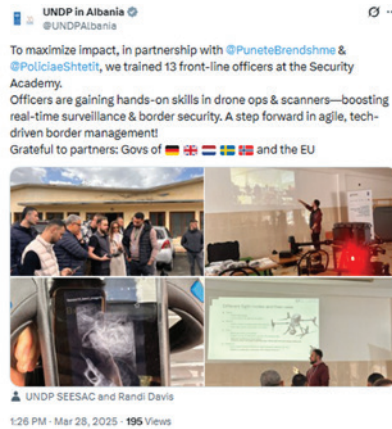 UNDP in Albania
@UNDPAlbania
To maximize impact, in partnership with @PuneteBrendshme &
@PoliciaeShtetit, we trained 13 front-line officers at the Security
Academy.
Officers are gaining hands-on skills in drone ops & scanners—boosting
real-time surveillance & border security. A step forward in agile, tech-
driven border management!
Grateful to partners: Govs of 🇩🇪 🇬🇧 🇳🇱 🇸🇪 🇳🇴 and the EU
UNDP SEESAC and Randi Davis
1:26 PM · Mar 28, 2025 · 195 Views